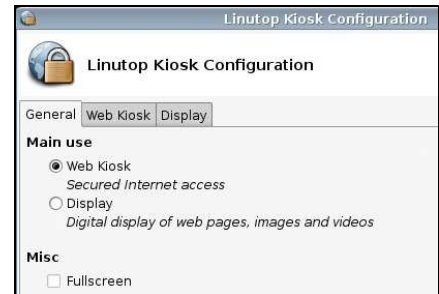 Linutop Kiosk Configuration
Linutop Kiosk Configuration
General Web Kiosk Display
Main use
Web Kiosk
Secured Internet access
Display
Digital display of web pages, images and videos
Misc
Fullscreen